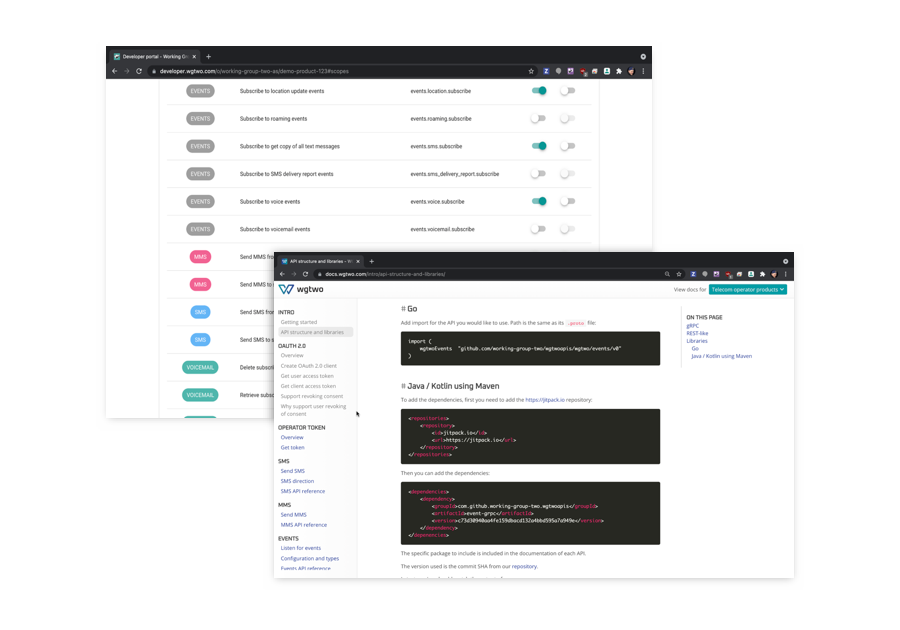 Developer portal - Working Gr
developer.wgtwo.com/o/working-group-two-as/demo-product-123#scopes
EVENTS Subscribe to location update events events.location.subscribe
EVENTS Subscribe to roaming events events.roaming.subscribe
EVENTS Subscribe to get copy of all text messages events.sms.subscribe
EVENTS Subscribe to SMS delivery report events events.sms_delivery_report.subscribe
EVENTS Subscribe to voice events events.voice.subscribe
EVENTS Subscribe to voicemail events events.voicemail.subscribe
MMS Send MMS fro
MMS Send MMS to
SMS Send SMS from
SMS Send SMS to
VOICEMAIL Delete subscri
VOICEMAIL Retrieve subsc
API structure and libraries -
docs.wgtwo.com/intro/api-structure-and-libraries/
wgtwo
View docs for Telecom operator products
INTRO
Getting started
API structure and libraries
OAUTH 2.0
Overview
Create OAuth 2.0 client
Get user access token
Get client access token
Support revoking consent
Why support user revoking
of consent
OPERATOR TOKEN
Overview
Get token
SMS
Send SMS
SMS direction
SMS API reference
MMS
Send MMS
MMS API reference
EVENTS
Listen for events
Configuration and types
Events API reference
# Go
Add import for the API you would like to use. Path is the same as its .proto file:
import (
wgtwoEvents "github.com/working-group-two/wgtwoapis/wgtwo/events/v0"
)
# Java / Kotlin using Maven
To add the dependencies, first you need to add the https://jitpack.io repository:
<repositories>
<repository>
<id>jitpack.io</id>
<url>https://jitpack.io</url>
</repository>
</repositories>
Then you can add the dependencies:
<dependencies>
<dependency>
<groupId>com.github.working-group-two.wgtwoapis</groupId>
<artifactId>event-grpc</artifactId>
</dependency>
</depenencies>
The specific package to include is included in the documentation of each API.
The version used is the commit SHA from our repository.
ON THIS PAGE
gRPC
REST-like
Libraries
Go
Java / Kotlin using Maven